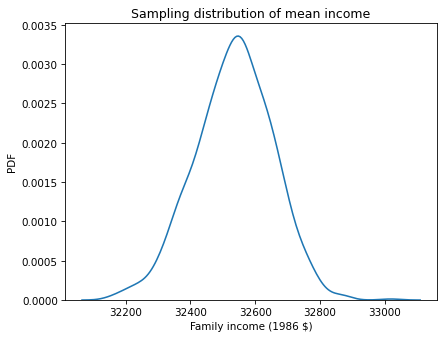 Sampling distribution of mean income
0.0035
0.0030
0.0025
0.0020
0.0015
0.0010
0.0005
0.0000
PDF
32200 32400 32600 32800 33000
Family income (1986 $)